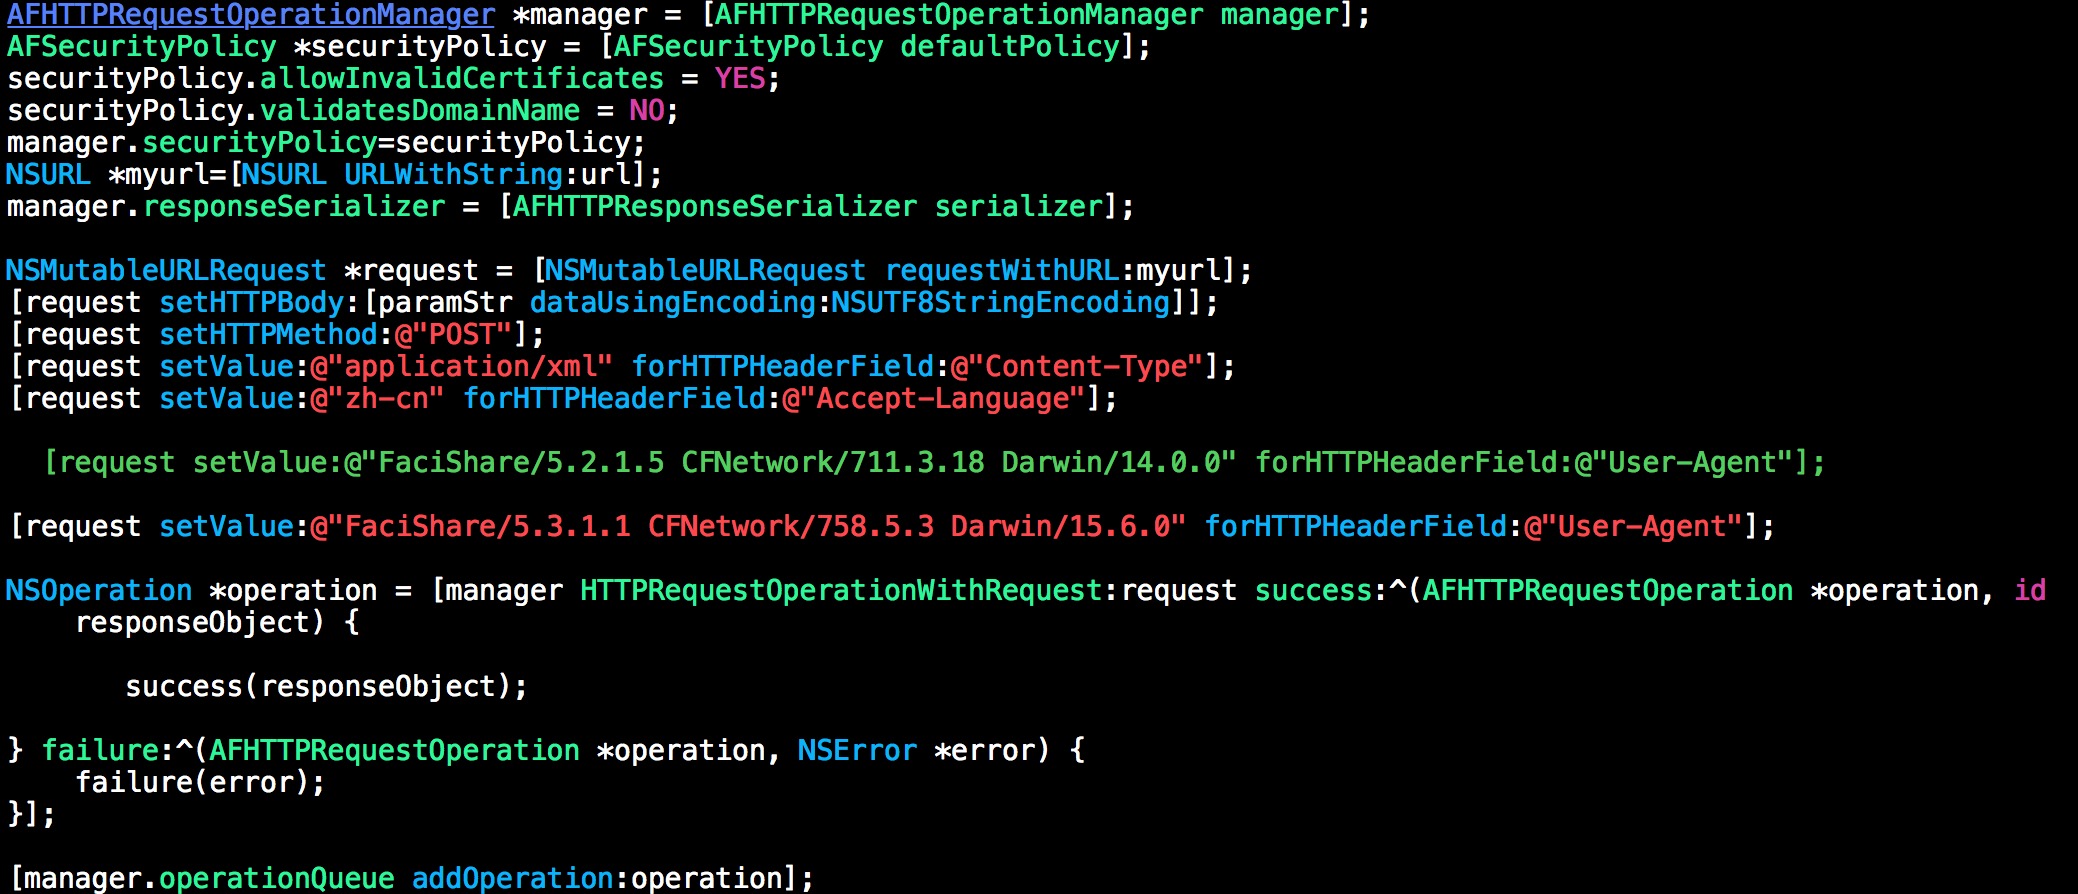 AFHTTPRequestOperationManager *manager = [AFHTTPRequestOperationManager manager];
AFSecurityPolicy *securityPolicy = [AFSecurityPolicy defaultPolicy];
securityPolicy.allowInvalidCertificates = YES;
securityPolicy.validatesDomainName = NO;
manager.securityPolicy=securityPolicy;
NSURL *myurl=[NSURL URLWithString:url];
manager.responseSerializer = [AFHTTPResponseSerializer serializer];
NSMutableURLRequest *request = [NSMutableURLRequest requestWithURL:myurl];
[request setHTTPBody:[paramStr dataUsingEncoding:NSUTF8StringEncoding]];
[request setHTTPMethod:@"POST"];
[request setValue:@"application/xml" forHTTPHeaderField:@"Content-Type"];
[request setValue:@"zh-cn" forHTTPHeaderField:@"Accept-Language"];
[request setValue:@"FaciShare/5.2.1.5 CFNetwork/711.3.18 Darwin/14.0.0" forHTTPHeaderField:@"User-Agent"];
[request setValue:@"FaciShare/5.3.1.1 CFNetwork/758.5.3 Darwin/15.6.0" forHTTPHeaderField:@"User-Agent"];
NSOperation *operation = [manager HTTPRequestOperationWithRequest:request success:^(AFHTTPRequestOperation *operation, id
responseObject) {
success(responseObject);
} failure:^(AFHTTPRequestOperation *operation, NSError *error) {
failure(error);
}];
[manager.operationQueue addOperation:operation];